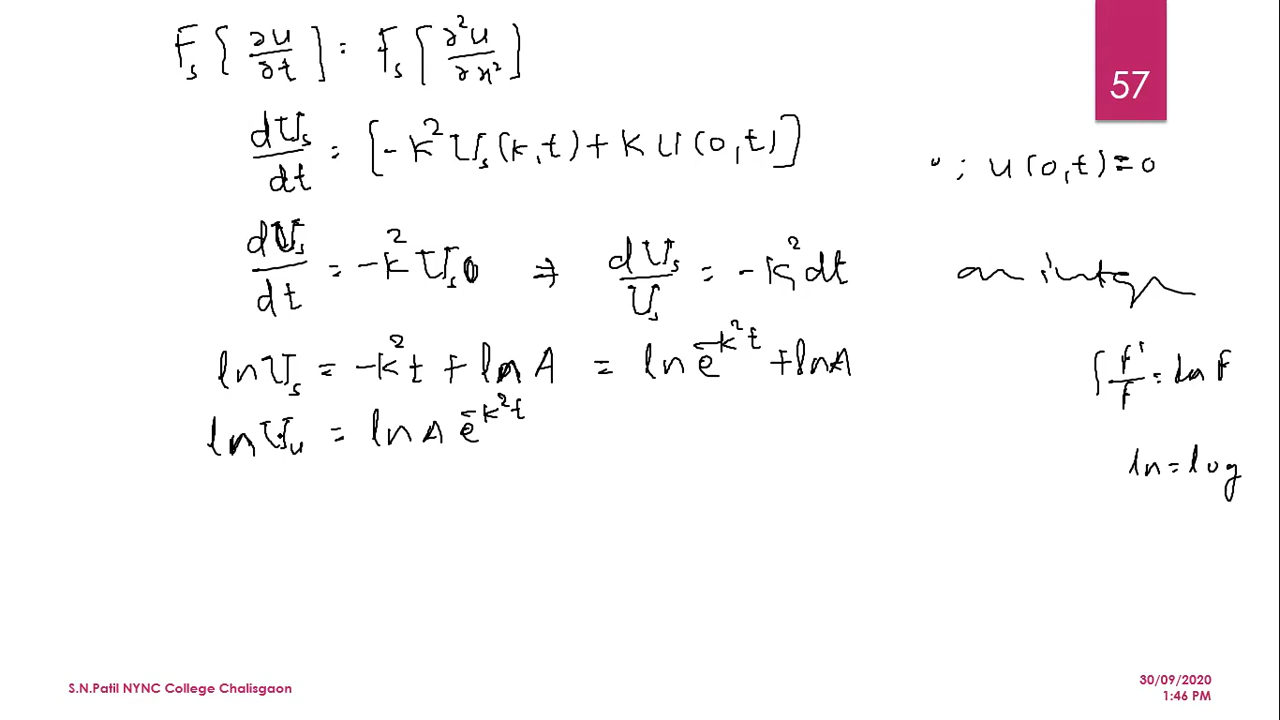 F_s [ ∂u/∂t ] = F_s [ ∂²u/∂x² ]
57
dU_s/dt = [ -k² U_s(k,t) + k U(0,t) ]
∵ u(0,t) = 0
dU_s/dt = -k² U_s ⇒ dU_s/U_s = -k² dt
on integ
ln U_s = -k²t + ln A = ln e^{-k²t} + ln A
∫ f'/f = ln f
ln U_s = ln A e^{-k²t}
ln = log
S.N.Patil NYNC College Chalisgaon
30/09/2020
1:46 PM